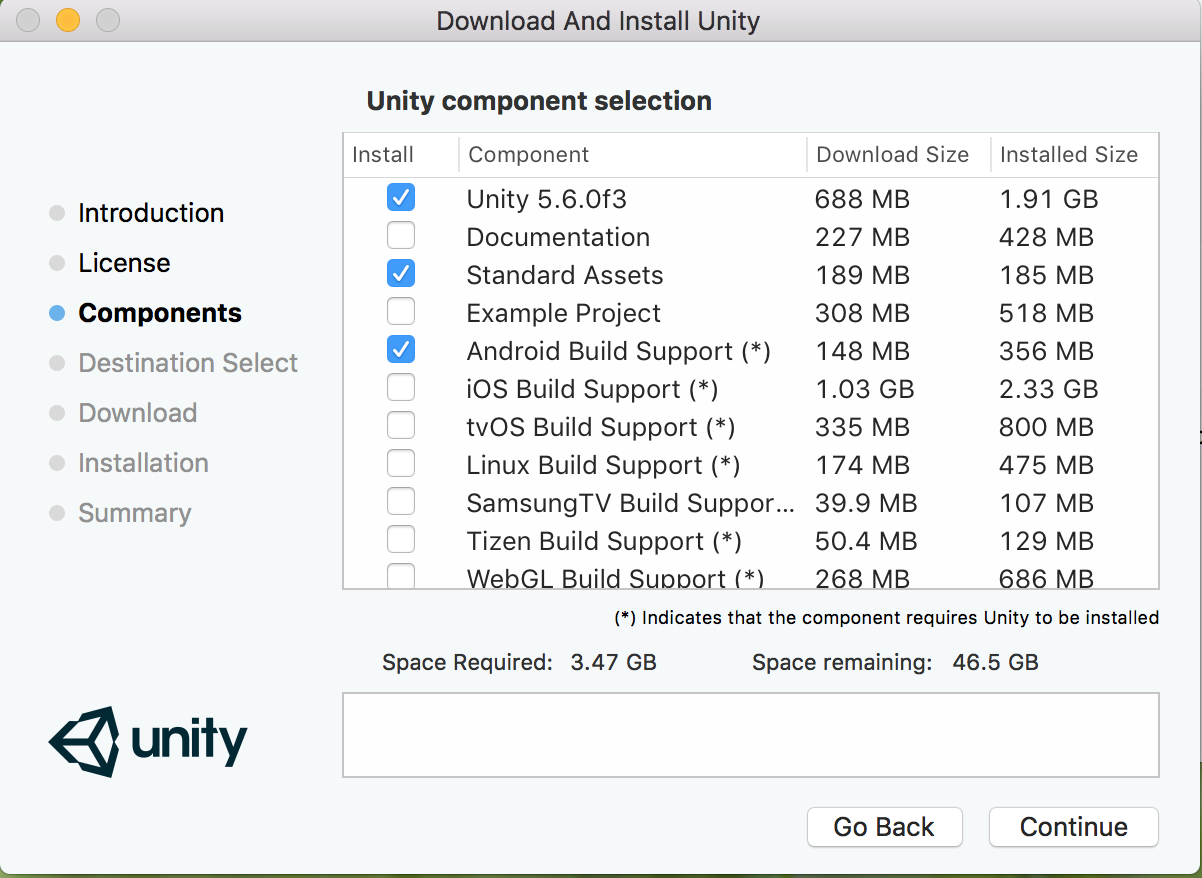 Download And Install Unity
Unity component selection
Install Component Download Size Installed Size
Unity 5.6.0f3 688 MB 1.91 GB
Documentation 227 MB 428 MB
Standard Assets 189 MB 185 MB
Example Project 308 MB 518 MB
Android Build Support (*) 148 MB 356 MB
iOS Build Support (*) 1.03 GB 2.33 GB
tvOS Build Support (*) 335 MB 800 MB
Linux Build Support (*) 174 MB 475 MB
SamsungTV Build Suppor... 39.9 MB 107 MB
Tizen Build Support (*) 50.4 MB 129 MB
WebGL Build Support (*) 268 MB 686 MB
Introduction
License
Components
Destination Select
Download
Installation
Summary
(*) Indicates that the component requires Unity to be installed
Space Required: 3.47 GB Space remaining: 46.5 GB
unity
Go Back Continue